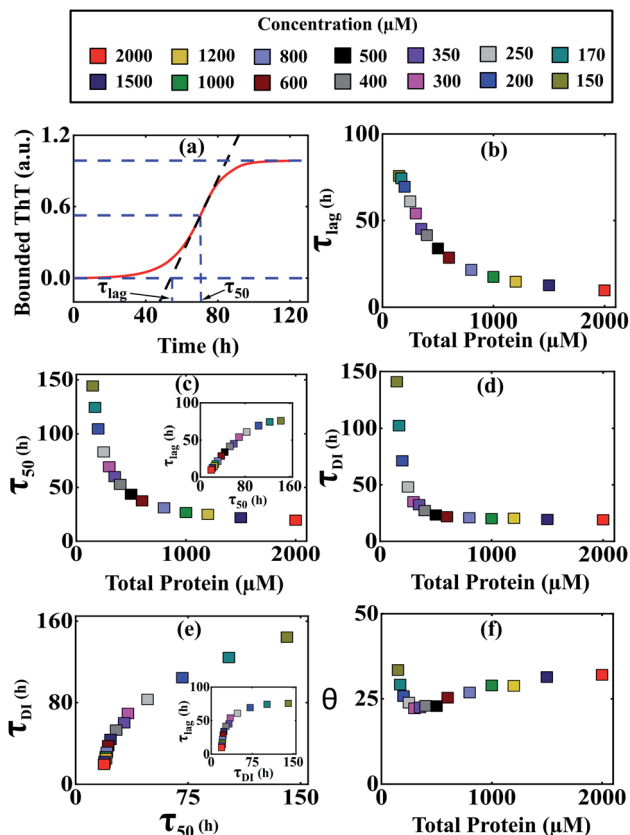 Concentration (µM)
2000 1200 800 500 350 250 170
1500 1000 600 400 300 200 150
(a)
Bounded ThT (a.u.)
1.2
0.6
0.0
τlag
τ50
0 40 80 120
Time (h)
(b)
τlag (h)
100
50
0
0 1000 2000
Total Protein (µM)
(c)
τ50 (h)
150
100
50
0
0 1000 2000
Total Protein (µM)
τlag (h)
100
50
0
0 80 160
τ50 (h)
(d)
τDI (h)
150
100
50
0
0 1000 2000
Total Protein (µM)
(e)
τDI (h)
160
80
0
0 75 150
τ50 (h)
τlag (h)
100
50
0
0 50 100 150
τDI (h)
(f)
θ
50
25
0
0 1000 2000
Total Protein (µM)